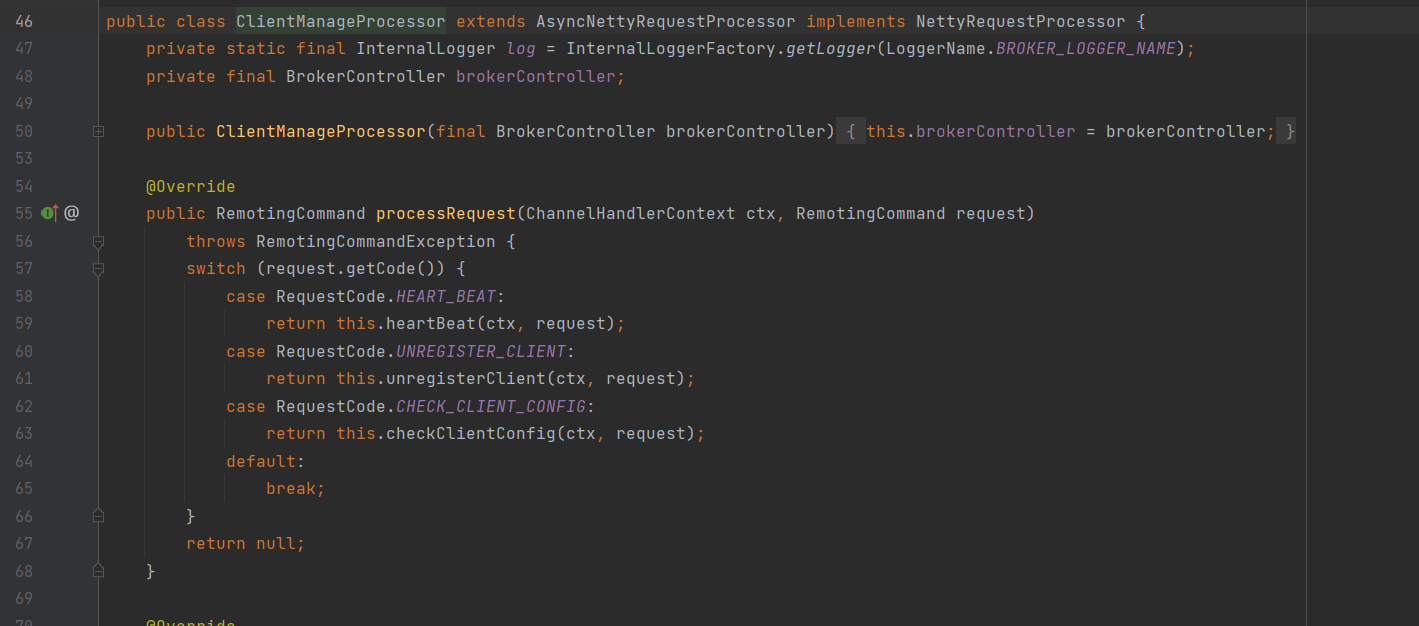 46 public class ClientManageProcessor extends AsyncNettyRequestProcessor implements NettyRequestProcessor {
47     private static final InternalLogger log = InternalLoggerFactory.getLogger(LoggerName.BROKER_LOGGER_NAME);
48     private final BrokerController brokerController;
49
50     public ClientManageProcessor(final BrokerController brokerController) { this.brokerController = brokerController; }
53
54     @Override
55 @   public RemotingCommand processRequest(ChannelHandlerContext ctx, RemotingCommand request)
56         throws RemotingCommandException {
57         switch (request.getCode()) {
58             case RequestCode.HEART_BEAT:
59                 return this.heartBeat(ctx, request);
60             case RequestCode.UNREGISTER_CLIENT:
61                 return this.unregisterClient(ctx, request);
62             case RequestCode.CHECK_CLIENT_CONFIG:
63                 return this.checkClientConfig(ctx, request);
64             default:
65                 break;
66         }
67         return null;
68     }
69
70     @Override